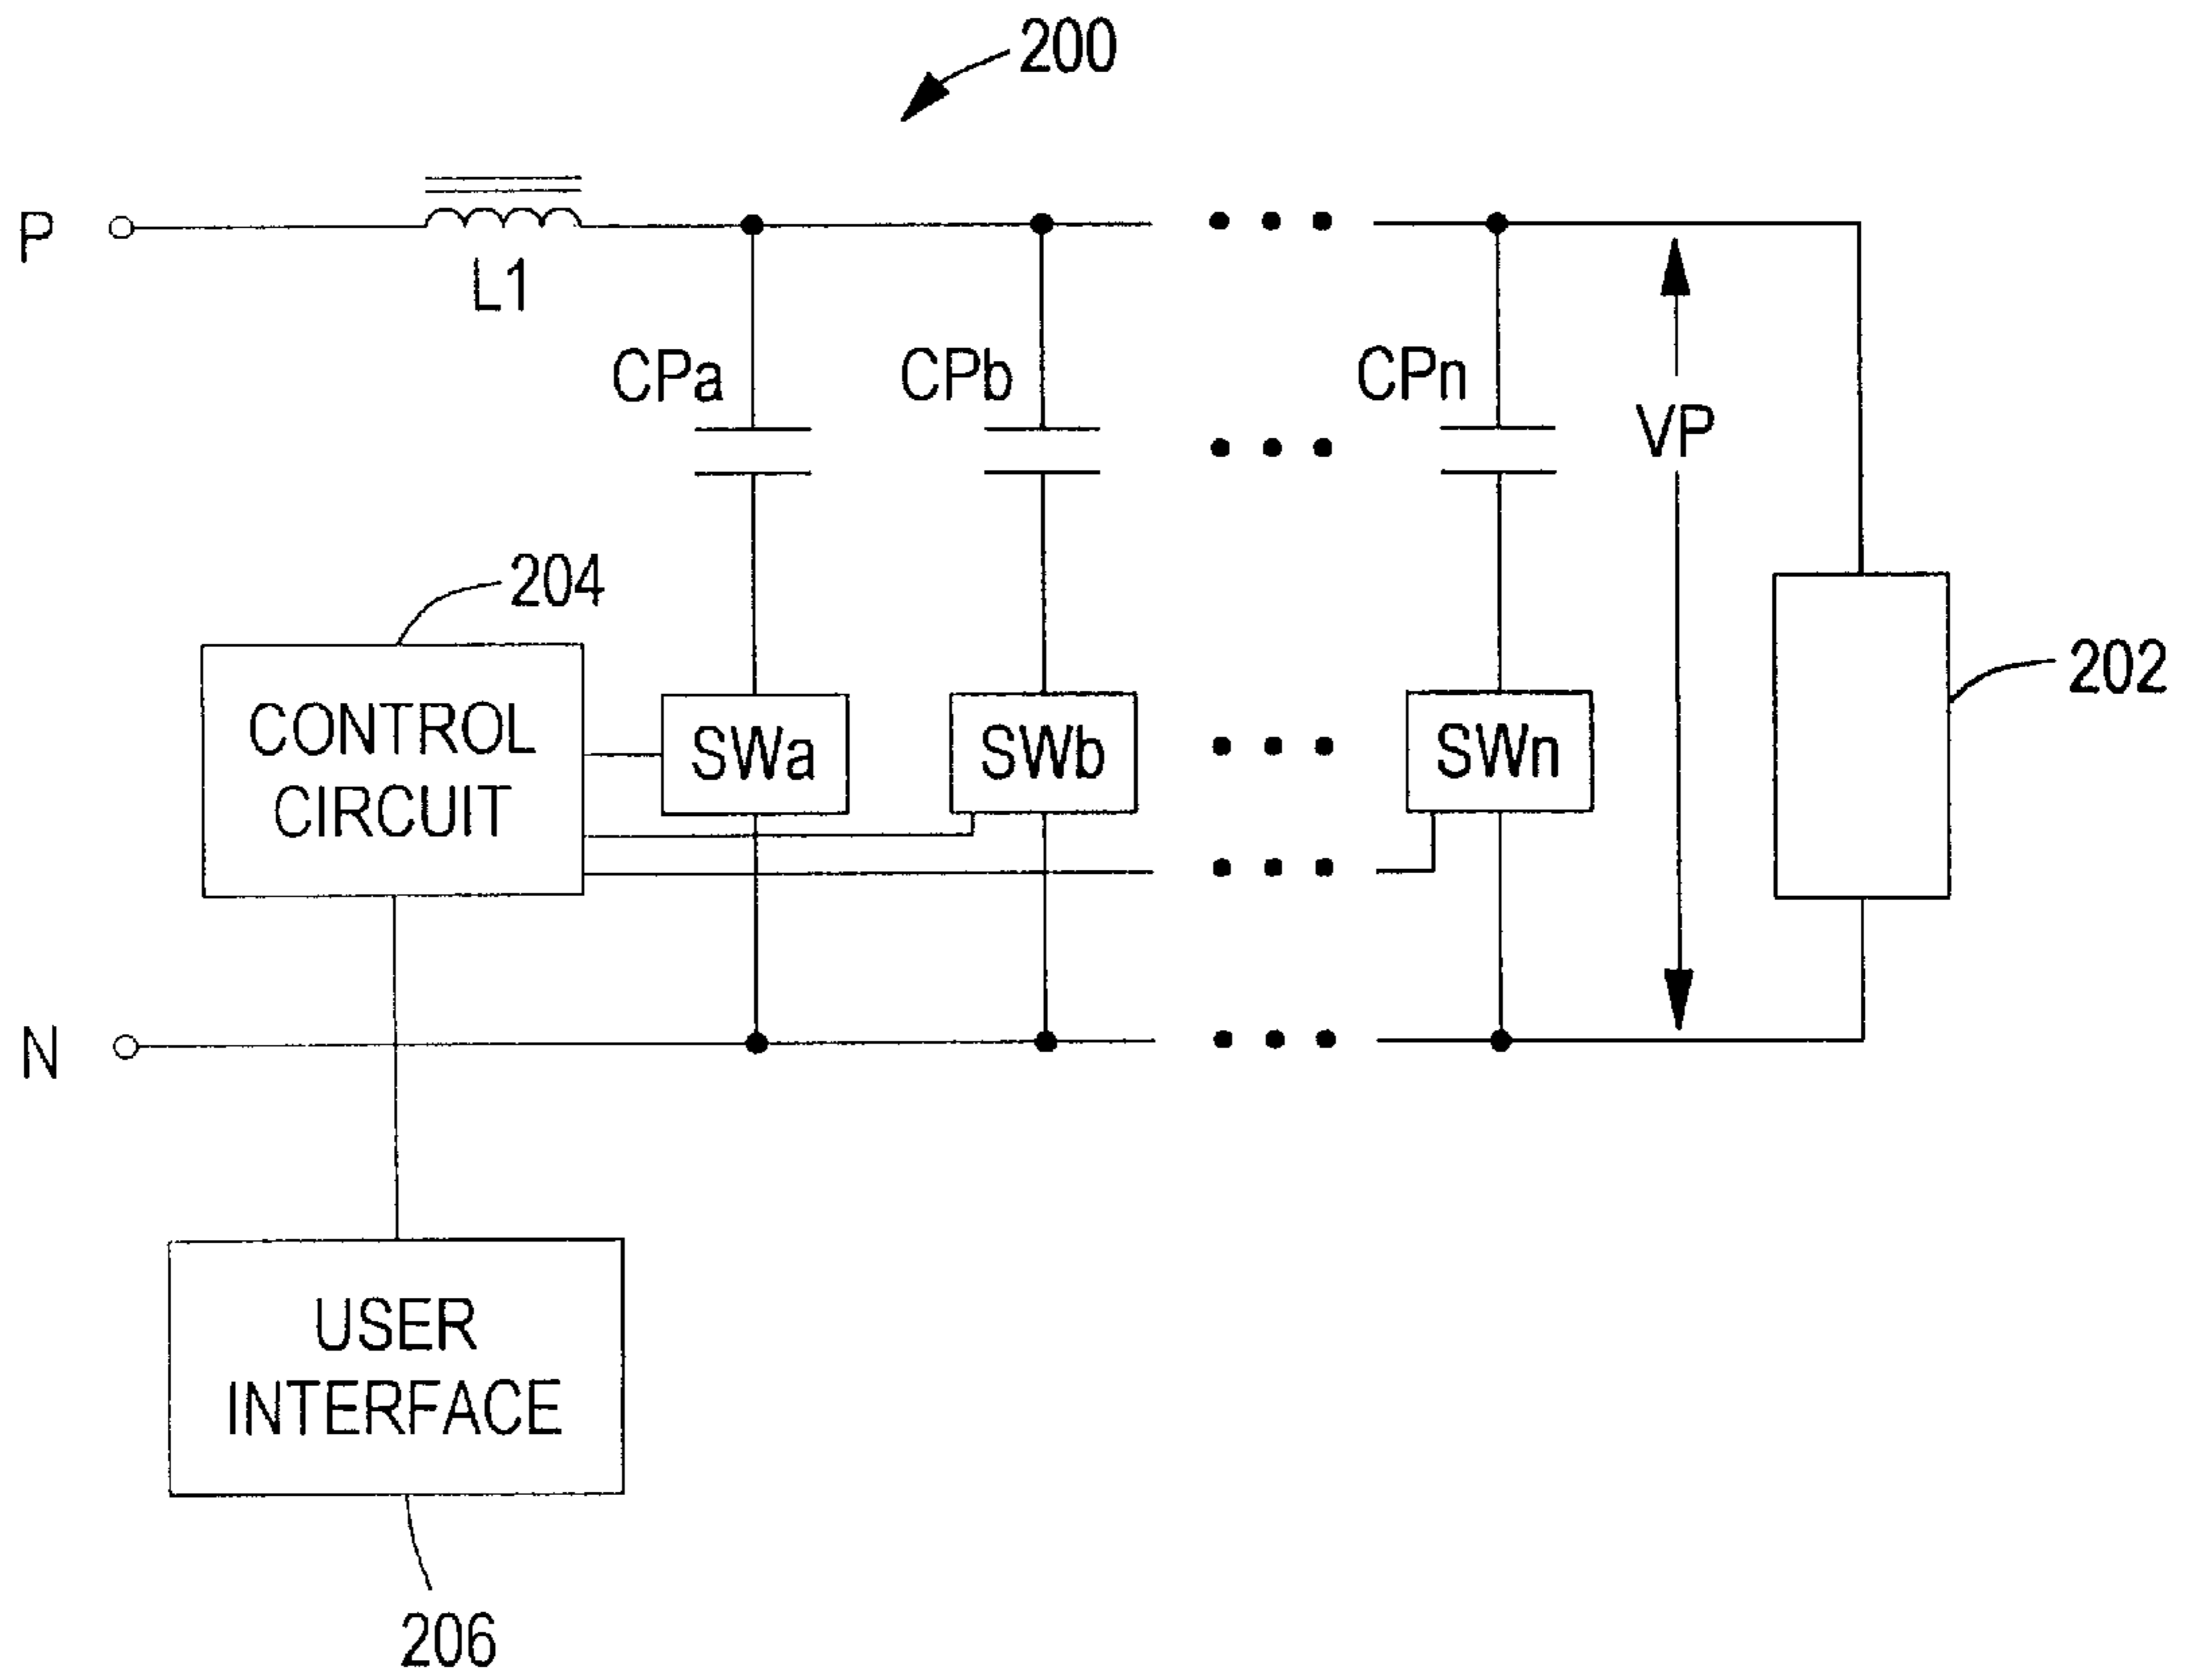 200
P
L1
CPa
CPb
CPn
VP
204
202
CONTROL
CIRCUIT
SWa
SWb
SWn
N
USER
INTERFACE
206